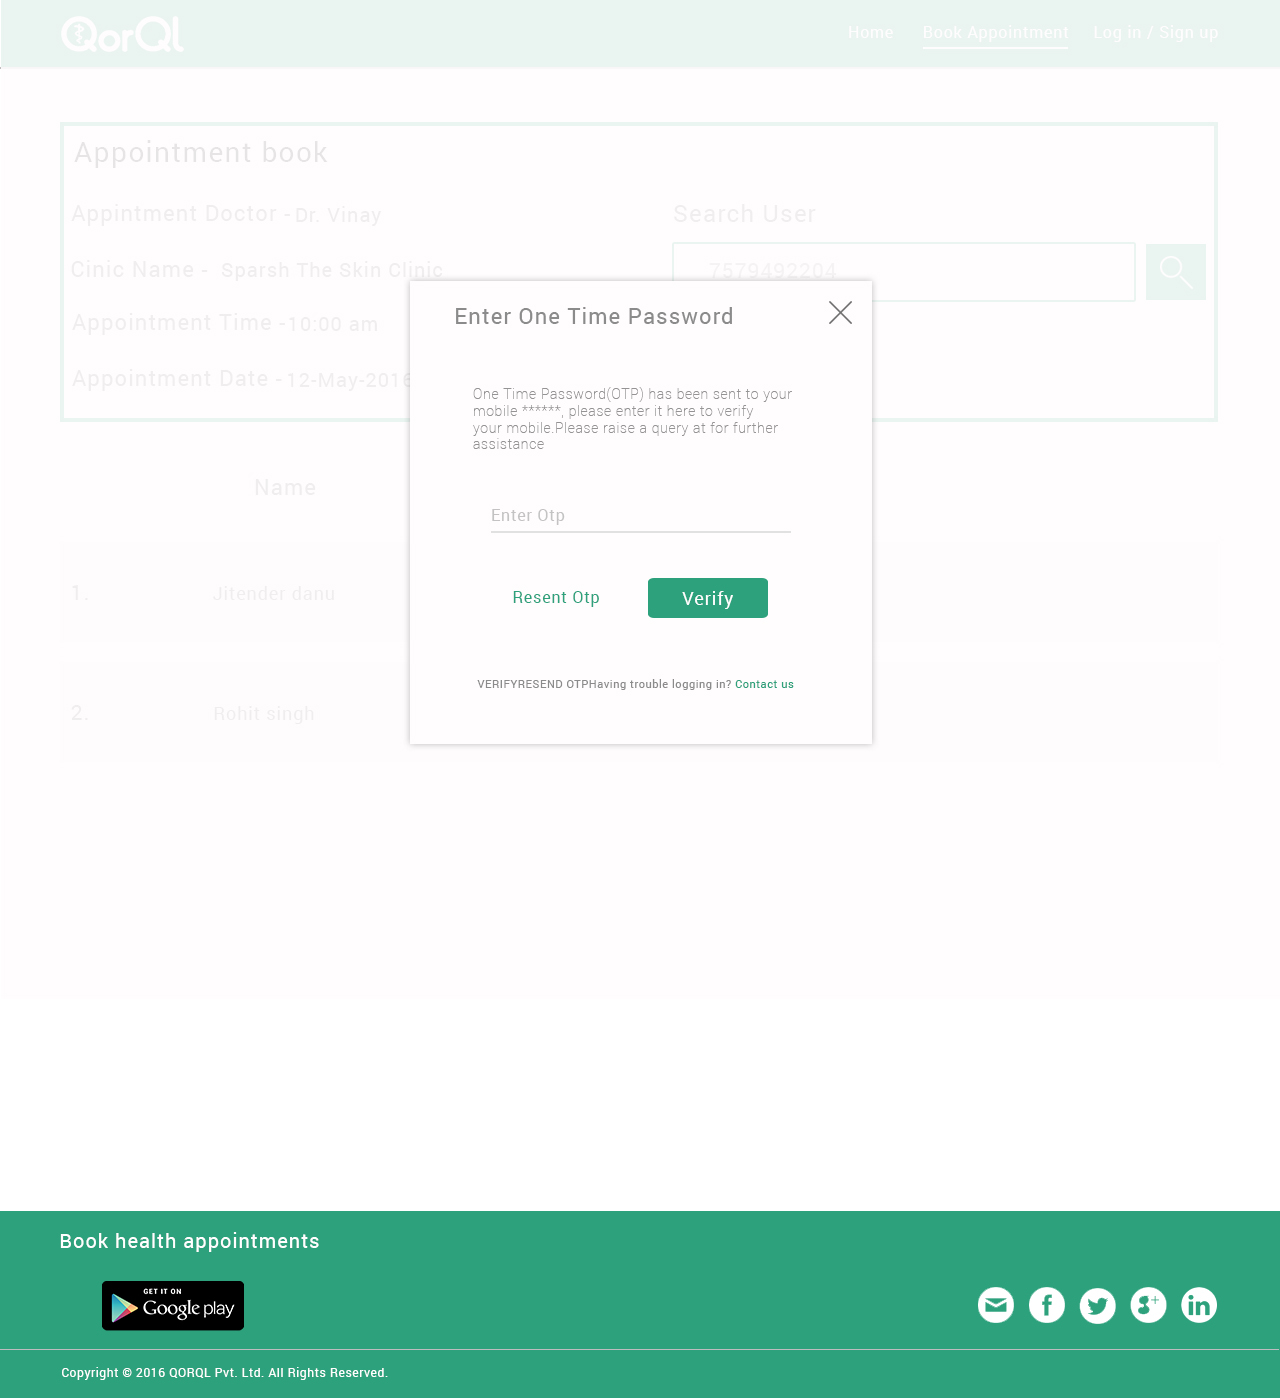 QorQl
Home Book Appointment Log in / Sign up
Appointment book
Appintment Doctor - Dr. Vinay
Search User
Cinic Name - Sparsh The Skin Clinic
7579492204
Appointment Time - 10:00 am
Appointment Date - 12-May-2016
Enter One Time Password
One Time Password(OTP) has been sent to your
mobile ******, please enter it here to verify
your mobile.Please raise a query at for further
assistance
Enter Otp
Resent Otp
Verify
VERIFYRESEND OTPHaving trouble logging in? Contact us
Name
1. Jitender danu
2. Rohit singh
Book health appointments
GET IT ON
Google play
Copyright © 2016 QORQL Pvt. Ltd. All Rights Reserved.